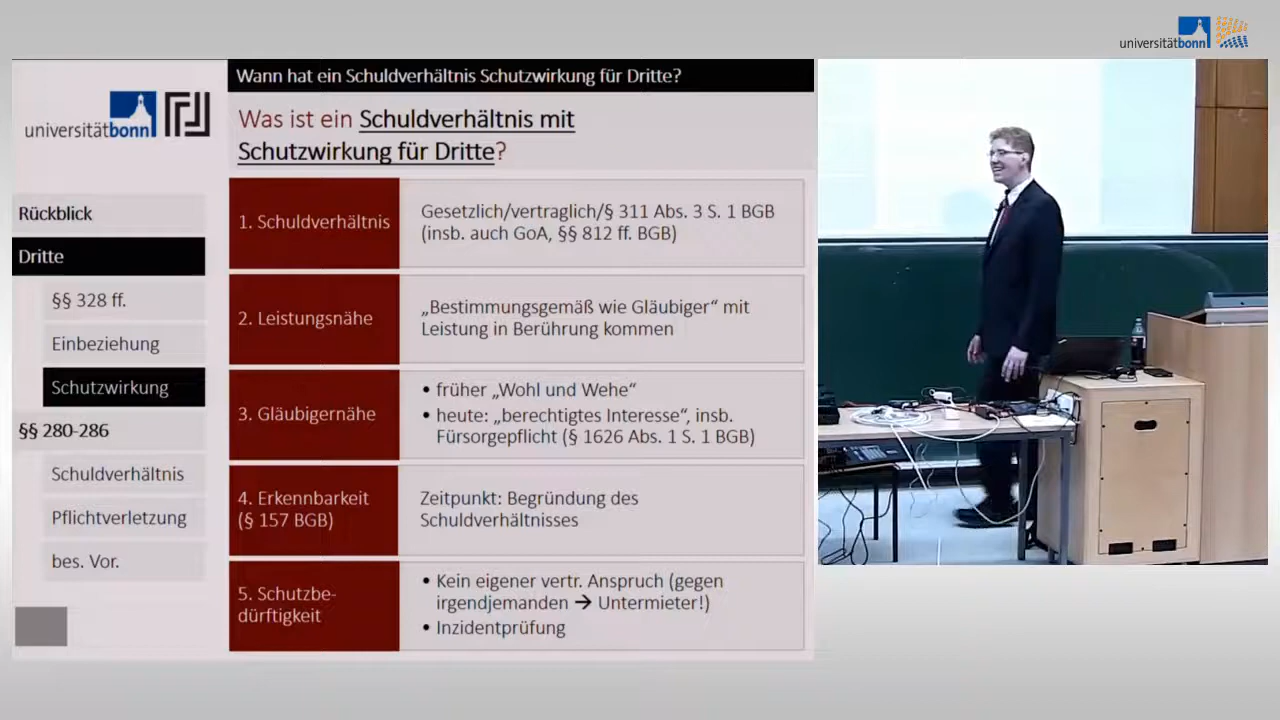 universitätbonn
universitätbonn
Rückblick
Dritte
§§ 328 ff.
Einbeziehung
Schutzwirkung
§§ 280-286
Schuldverhältnis
Pflichtverletzung
bes. Vor.
Wann hat ein Schuldverhältnis Schutzwirkung für Dritte?
Was ist ein Schuldverhältnis mit
Schutzwirkung für Dritte?
1. Schuldverhältnis
Gesetzlich/vertraglich/§ 311 Abs. 3 S. 1 BGB
(insb. auch GoA, §§ 812 ff. BGB)
2. Leistungsnähe
„Bestimmungsgemäß wie Gläubiger“ mit
Leistung in Berührung kommen
3. Gläubigernähe
• früher „Wohl und Wehe“
• heute: „berechtigtes Interesse“, insb.
Fürsorgepflicht (§ 1626 Abs. 1 S. 1 BGB)
4. Erkennbarkeit
(§ 157 BGB)
Zeitpunkt: Begründung des
Schuldverhältnisses
5. Schutzbe-
dürftigkeit
• Kein eigener vertr. Anspruch (gegen
irgendjemanden → Untermieter!)
• Inzidentprüfung